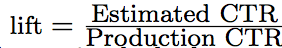 lift = Estimated CTR / Production CTR